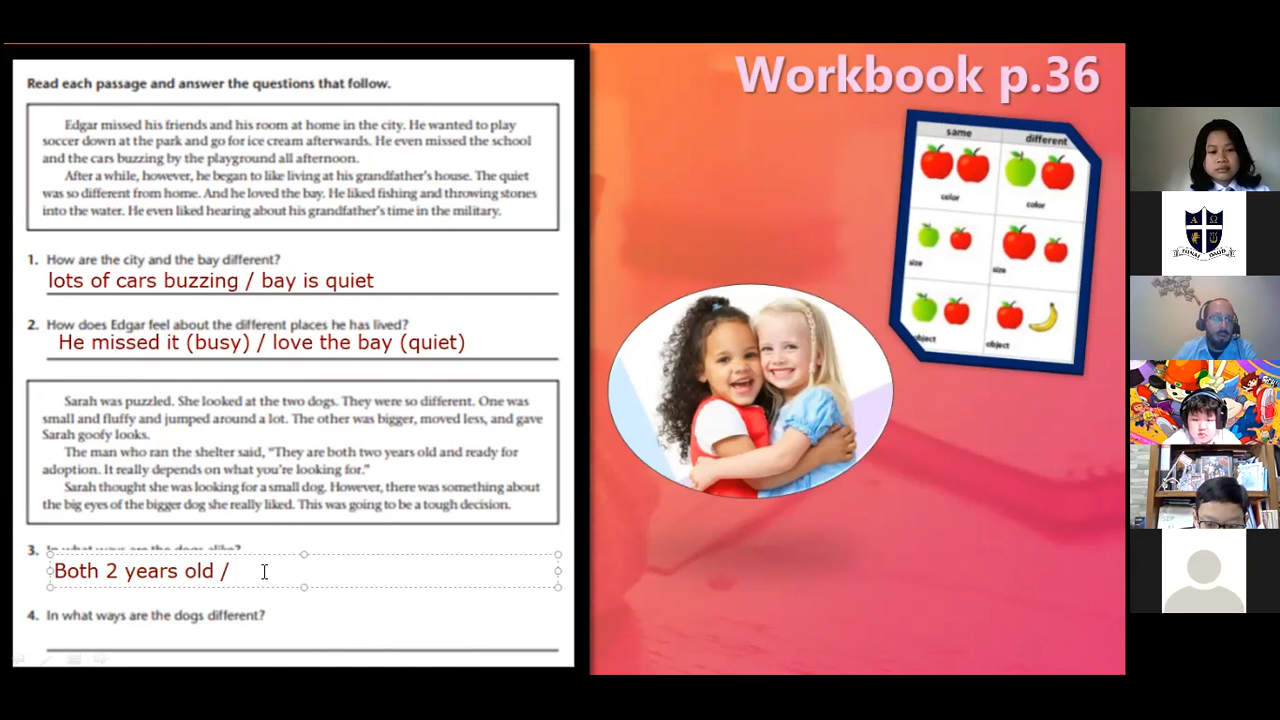 Workbook p.36
Read each passage and answer the questions that follow.
Edgar missed his friends and his room at home in the city. He wanted to play
soccer down at the park and go for ice cream afterwards. He even missed the school
and the cars buzzing by the playground all afternoon.
After a while, however, he began to like living at his grandfather's house. The quiet
was so different from home. And he loved the bay. He liked fishing and throwing stones
into the water. He even liked hearing about his grandfather's time in the military.
1. How are the city and the bay different?
lots of cars buzzing / bay is quiet
2. How does Edgar feel about the different places he has lived?
He missed it (busy) / love the bay (quiet)
Sarah was puzzled. She looked at the two dogs. They were so different. One was
small and fluffy and jumped around a lot. The other was bigger, moved less, and gave
Sarah goofy looks.
The man who ran the shelter said, "They are both two years old and ready for
adoption. It really depends on what you're looking for."
Sarah thought she was looking for a small dog. However, there was something about
the big eyes of the bigger dog she really liked. This was going to be a tough decision.
3. In what ways are the dogs alike?
Both 2 years old /
4. In what ways are the dogs different?
same different
color color
size size
object object
Α Ω